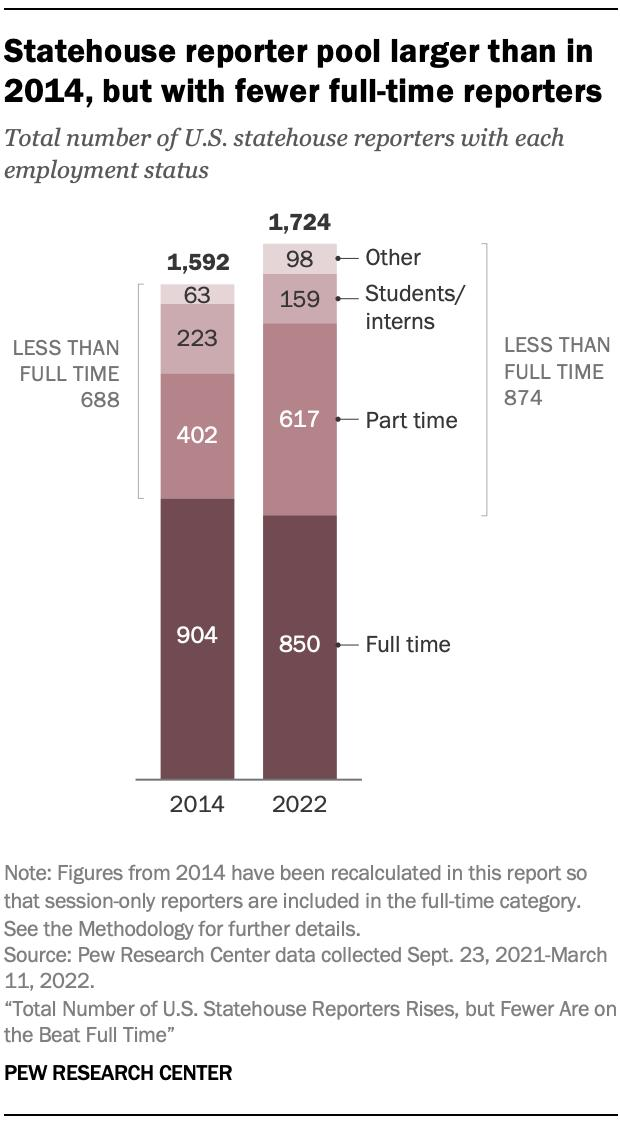 Statehouse reporter pool larger than in
2014, but with fewer full-time reporters
Total number of U.S. statehouse reporters with each
employment status
1,724
1,592
98
Other
63
159
Students/
interns
223
LESS THAN
FULL TIME
688
LESS THAN
FULL TIME
874
402
617
Part time
904
850
Full time
2014
2022
Note: Figures from 2014 have been recalculated in this report so
that session-only reporters are included in the full-time category.
See the Methodology for further details.
Source: Pew Research Center data collected Sept. 23, 2021-March
11, 2022.
“Total Number of U.S. Statehouse Reporters Rises, but Fewer Are on
the Beat Full Time”
PEW RESEARCH CENTER